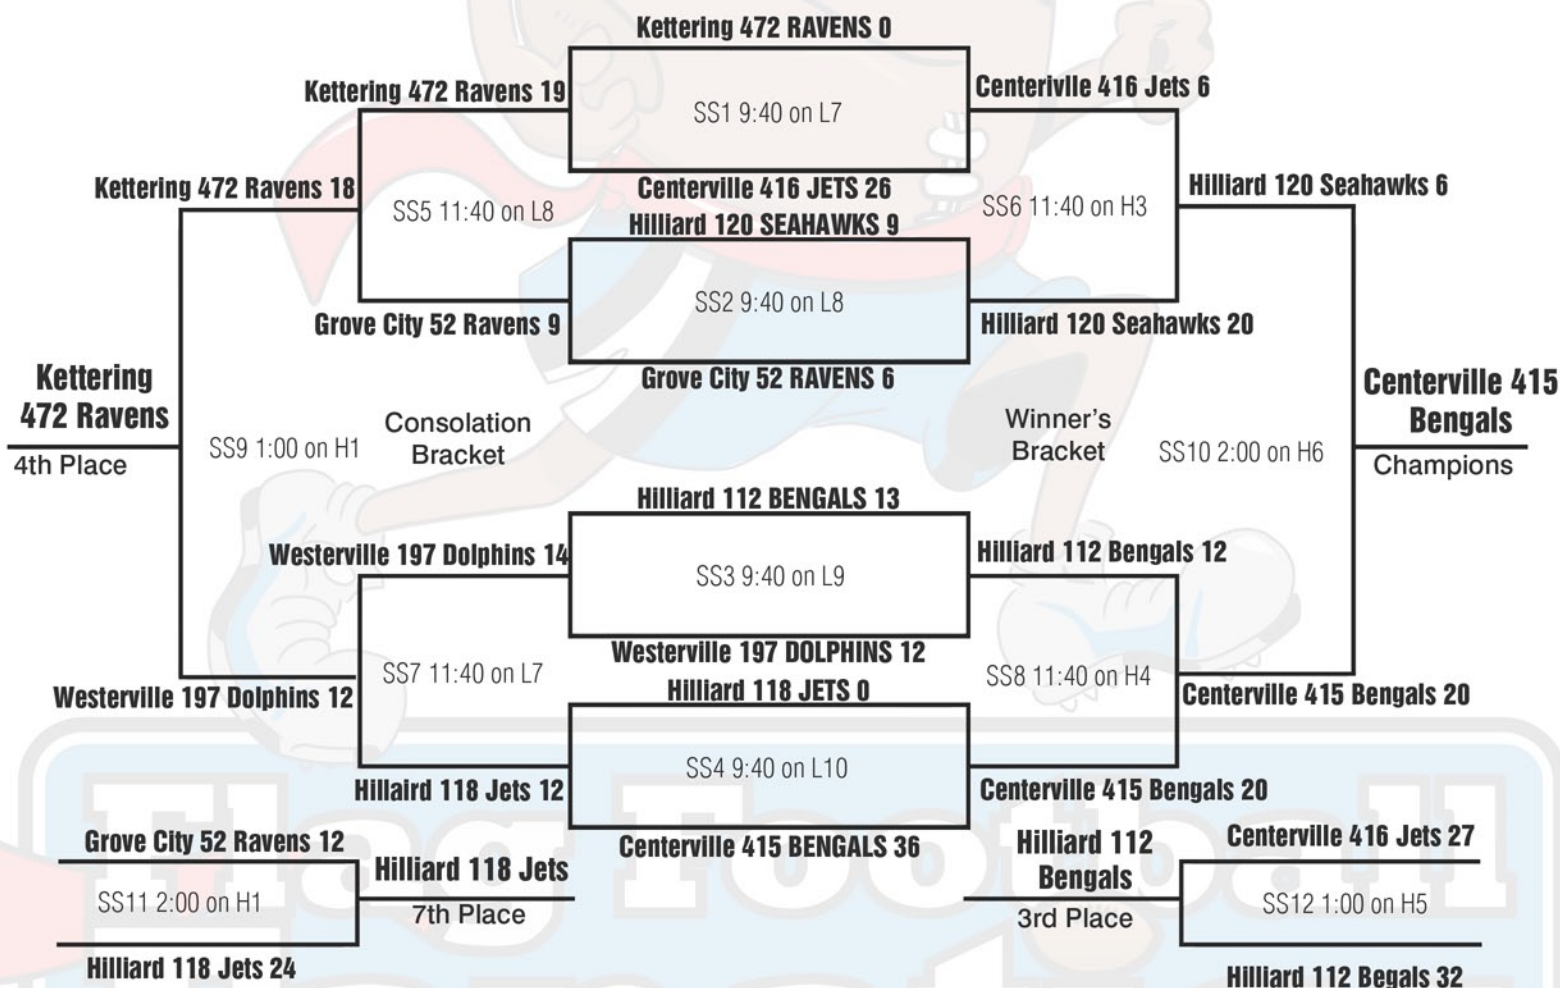 Kettering 472 RAVENS 0
Kettering 472 Ravens 19
SS1 9:40 on L7
Centerivlle 416 Jets 6
Kettering 472 Ravens 18
SS5 11:40 on L8
Centerville 416 JETS 26
Hilliard 120 SEAHAWKS 9
SS6 11:40 on H3
Hilliard 120 Seahawks 6
SS2 9:40 on L8
Grove City 52 Ravens 9
Hilliard 120 Seahawks 20
Grove City 52 RAVENS 6
Kettering
472 Ravens
4th Place
SS9 1:00 on H1
Consolation
Bracket
Winner's
Bracket
SS10 2:00 on H6
Centerville 415
Bengals
Champions
Hilliard 112 BENGALS 13
Westerville 197 Dolphins 14
SS3 9:40 on L9
Hilliard 112 Bengals 12
Westerville 197 DOLPHINS 12
Westerville 197 Dolphins 12
SS7 11:40 on L7
Hilliard 118 JETS 0
SS8 11:40 on H4
Centerville 415 Bengals 20
SS4 9:40 on L10
Hillaird 118 Jets 12
Centerville 415 Bengals 20
Centerville 415 BENGALS 36
Grove City 52 Ravens 12
SS11 2:00 on H1
Hilliard 118 Jets 24
Hilliard 118 Jets
7th Place
Hilliard 112
Bengals
3rd Place
Centerville 416 Jets 27
SS12 1:00 on H5
Hilliard 112 Begals 32
Flag Football